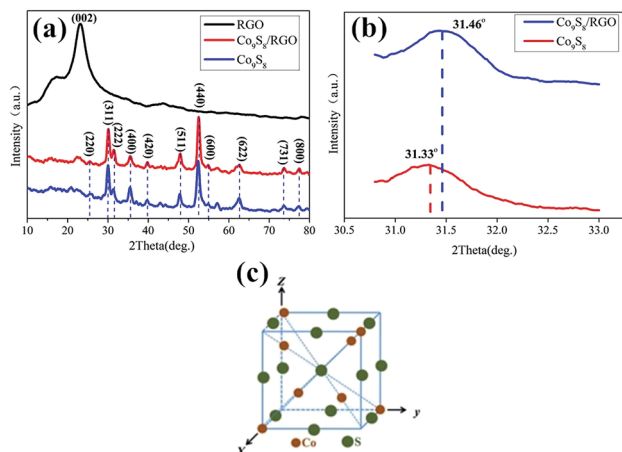 (a)
(002)
RGO
Co₉S₈/RGO
Co₉S₈
Intensity (a.u.)
(220)
(311)
(222)
(400)
(420)
(511)
(440)
(600)
(622)
(731)
(800)
10 20 30 40 50 60 70 80
2Theta(deg.)
(b)
31.46°
Co₉S₈/RGO
Co₉S₈
31.33°
Intensity (a.u.)
30.5 31.0 31.5 32.0 32.5 33.0
2Theta(deg.)
(c)
Z
y
X
Co S